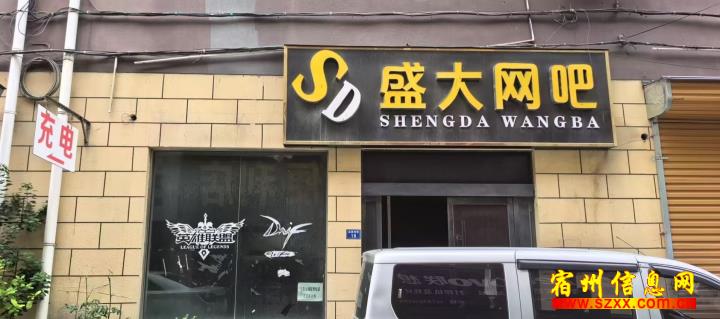 SD 盛大网吧
SHENGDA WANGBA
充电
英雄联盟
LEAGUE OF LEGENDS
DNF
宿州信息网
www.szxx.com.cn